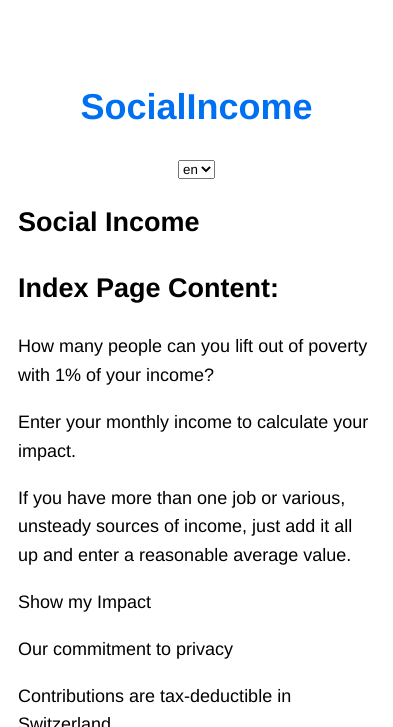 SocialIncome
en
Social Income
Index Page Content:
How many people can you lift out of poverty
with 1% of your income?
Enter your monthly income to calculate your
impact.
If you have more than one job or various,
unsteady sources of income, just add it all
up and enter a reasonable average value.
Show my Impact
Our commitment to privacy
Contributions are tax-deductible in
Switzerland